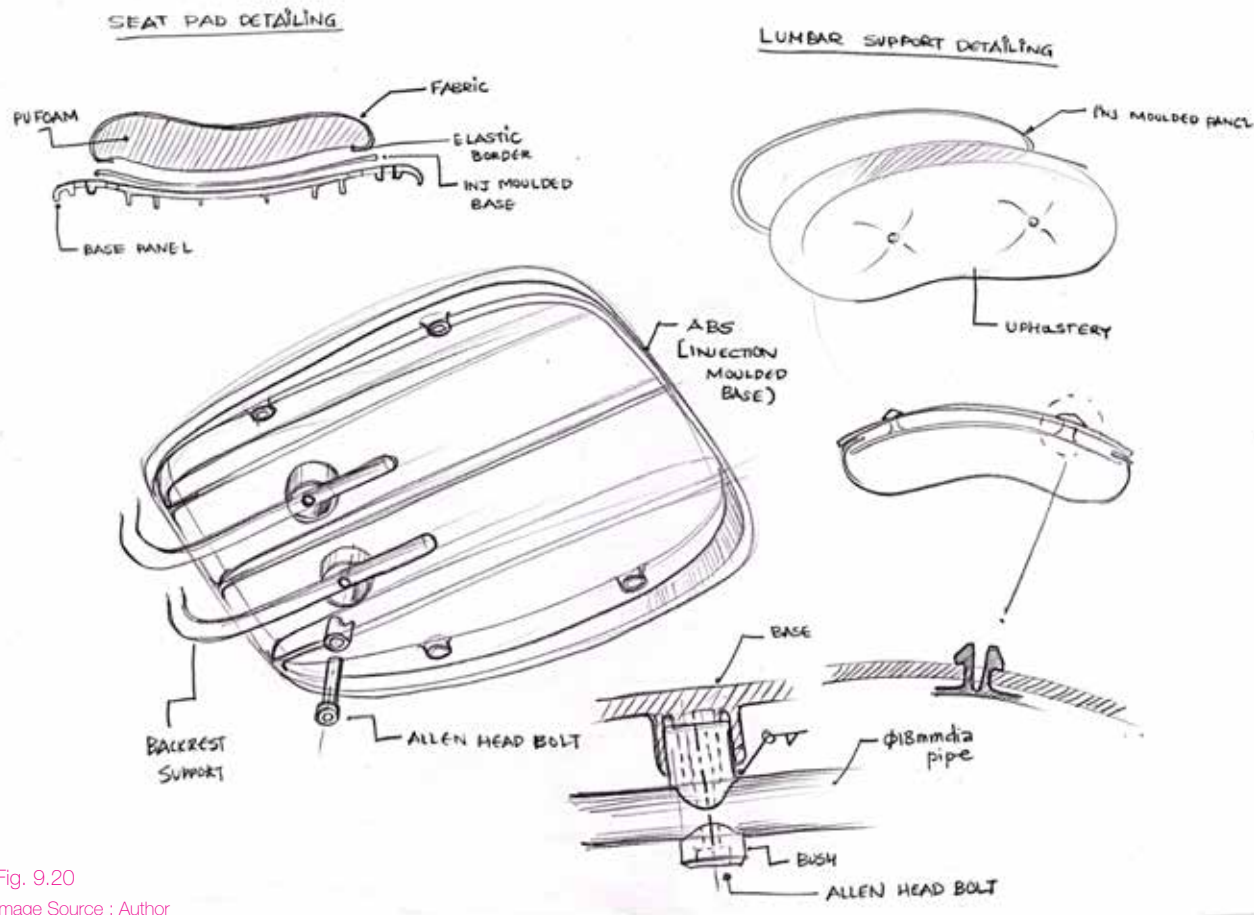 SEAT PAD DETAILING
LUMBAR SUPPORT DETAILING
PU FOAM
FABRIC
ELASTIC
BORDER
INJ MOULDED
BASE
BASE PANEL
INJ MOULDED PANEL
UPHOLSTERY
ABS
[INJECTION
MOULDED
BASE)
BACKREST
SUPPORT
ALLEN HEAD BOLT
BASE
φ18mmdia
pipe
BUSH
ALLEN HEAD BOLT
Fig. 9.20
Image Source : Author